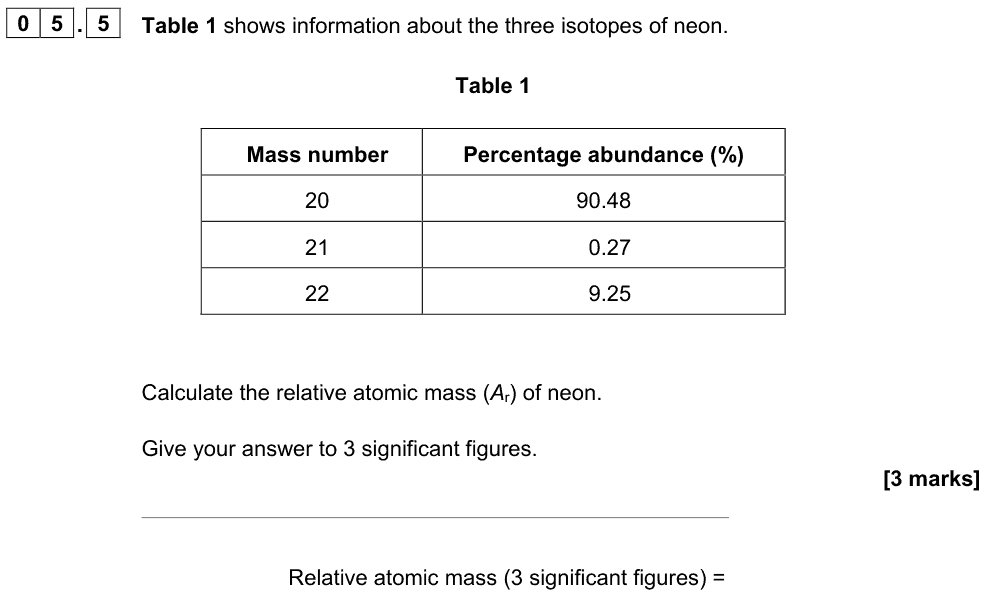 0 5 . 5 Table 1 shows information about the three isotopes of neon.
Table 1
Mass number Percentage abundance (%)
20 90.48
21 0.27
22 9.25
Calculate the relative atomic mass (Ar) of neon.
Give your answer to 3 significant figures.
[3 marks]
Relative atomic mass (3 significant figures) =